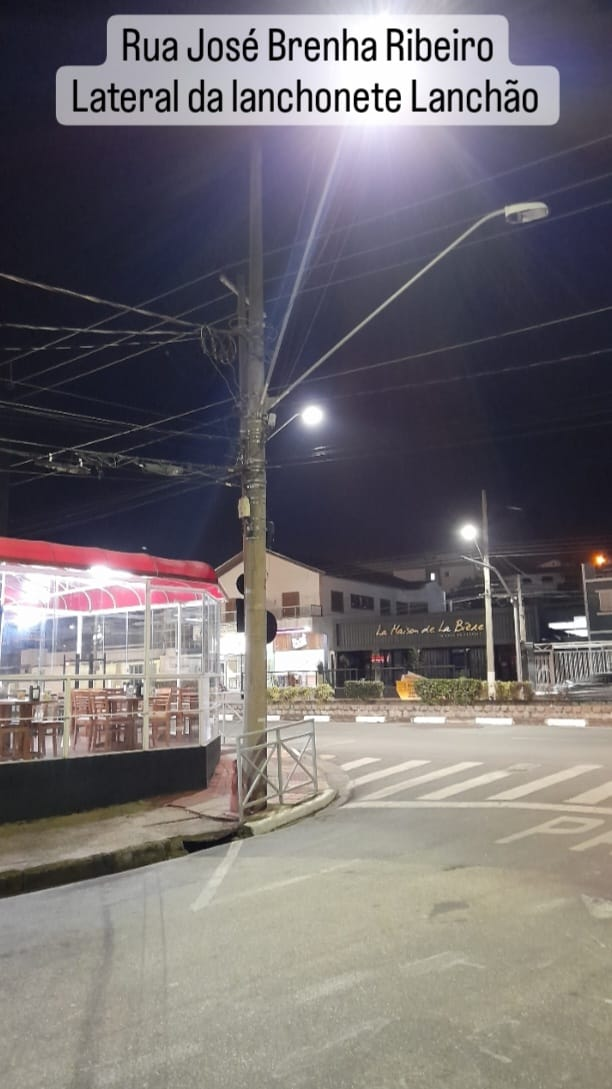 Rua José Brenha Ribeiro
Lateral da lanchonete Lanchão
La Maison de La Bière
P